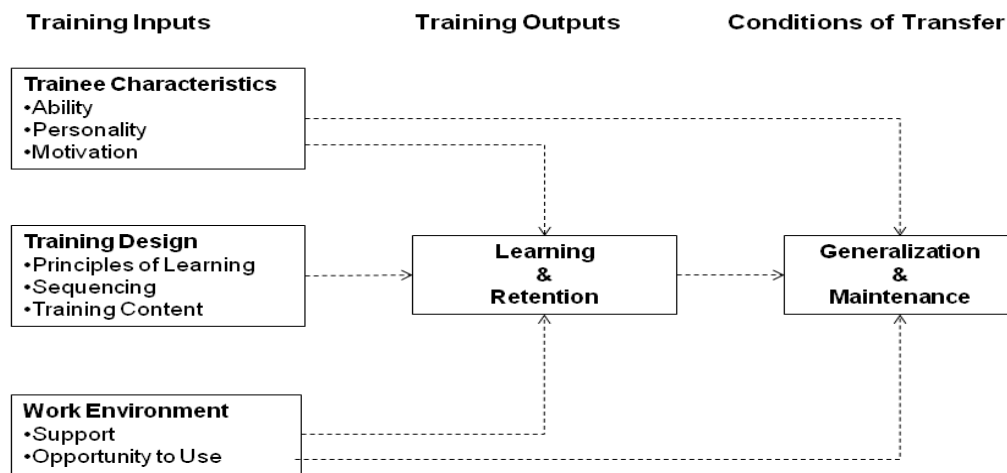 Training Inputs
Training Outputs
Conditions of Transfer
Trainee Characteristics
•Ability
•Personality
•Motivation
Training Design
•Principles of Learning
•Sequencing
•Training Content
Learning
&
Retention
Generalization
&
Maintenance
Work Environment
•Support
•Opportunity to Use